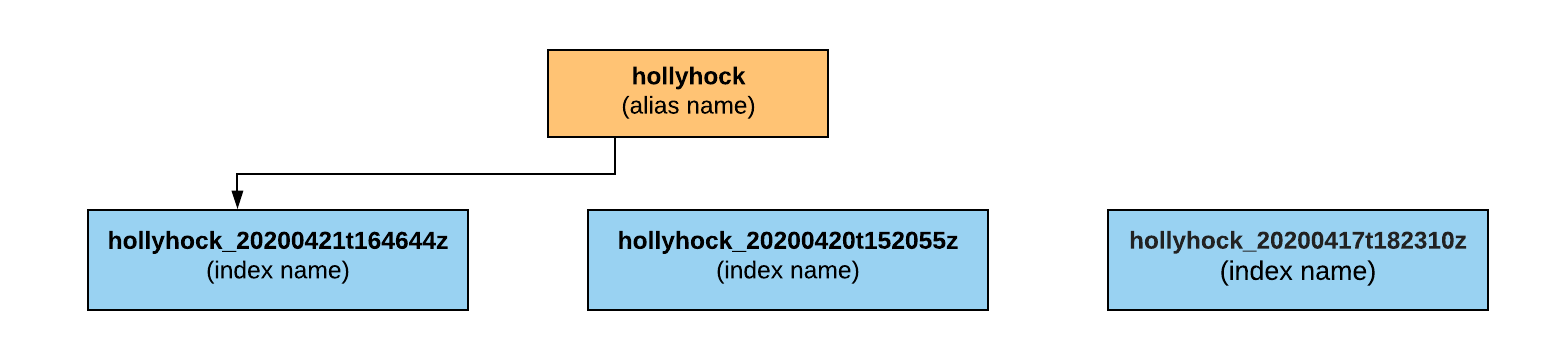 hollyhock
(alias name)
hollyhock_20200421t164644z
(index name)
hollyhock_20200420t152055z
(index name)
hollyhock_20200417t182310z
(index name)